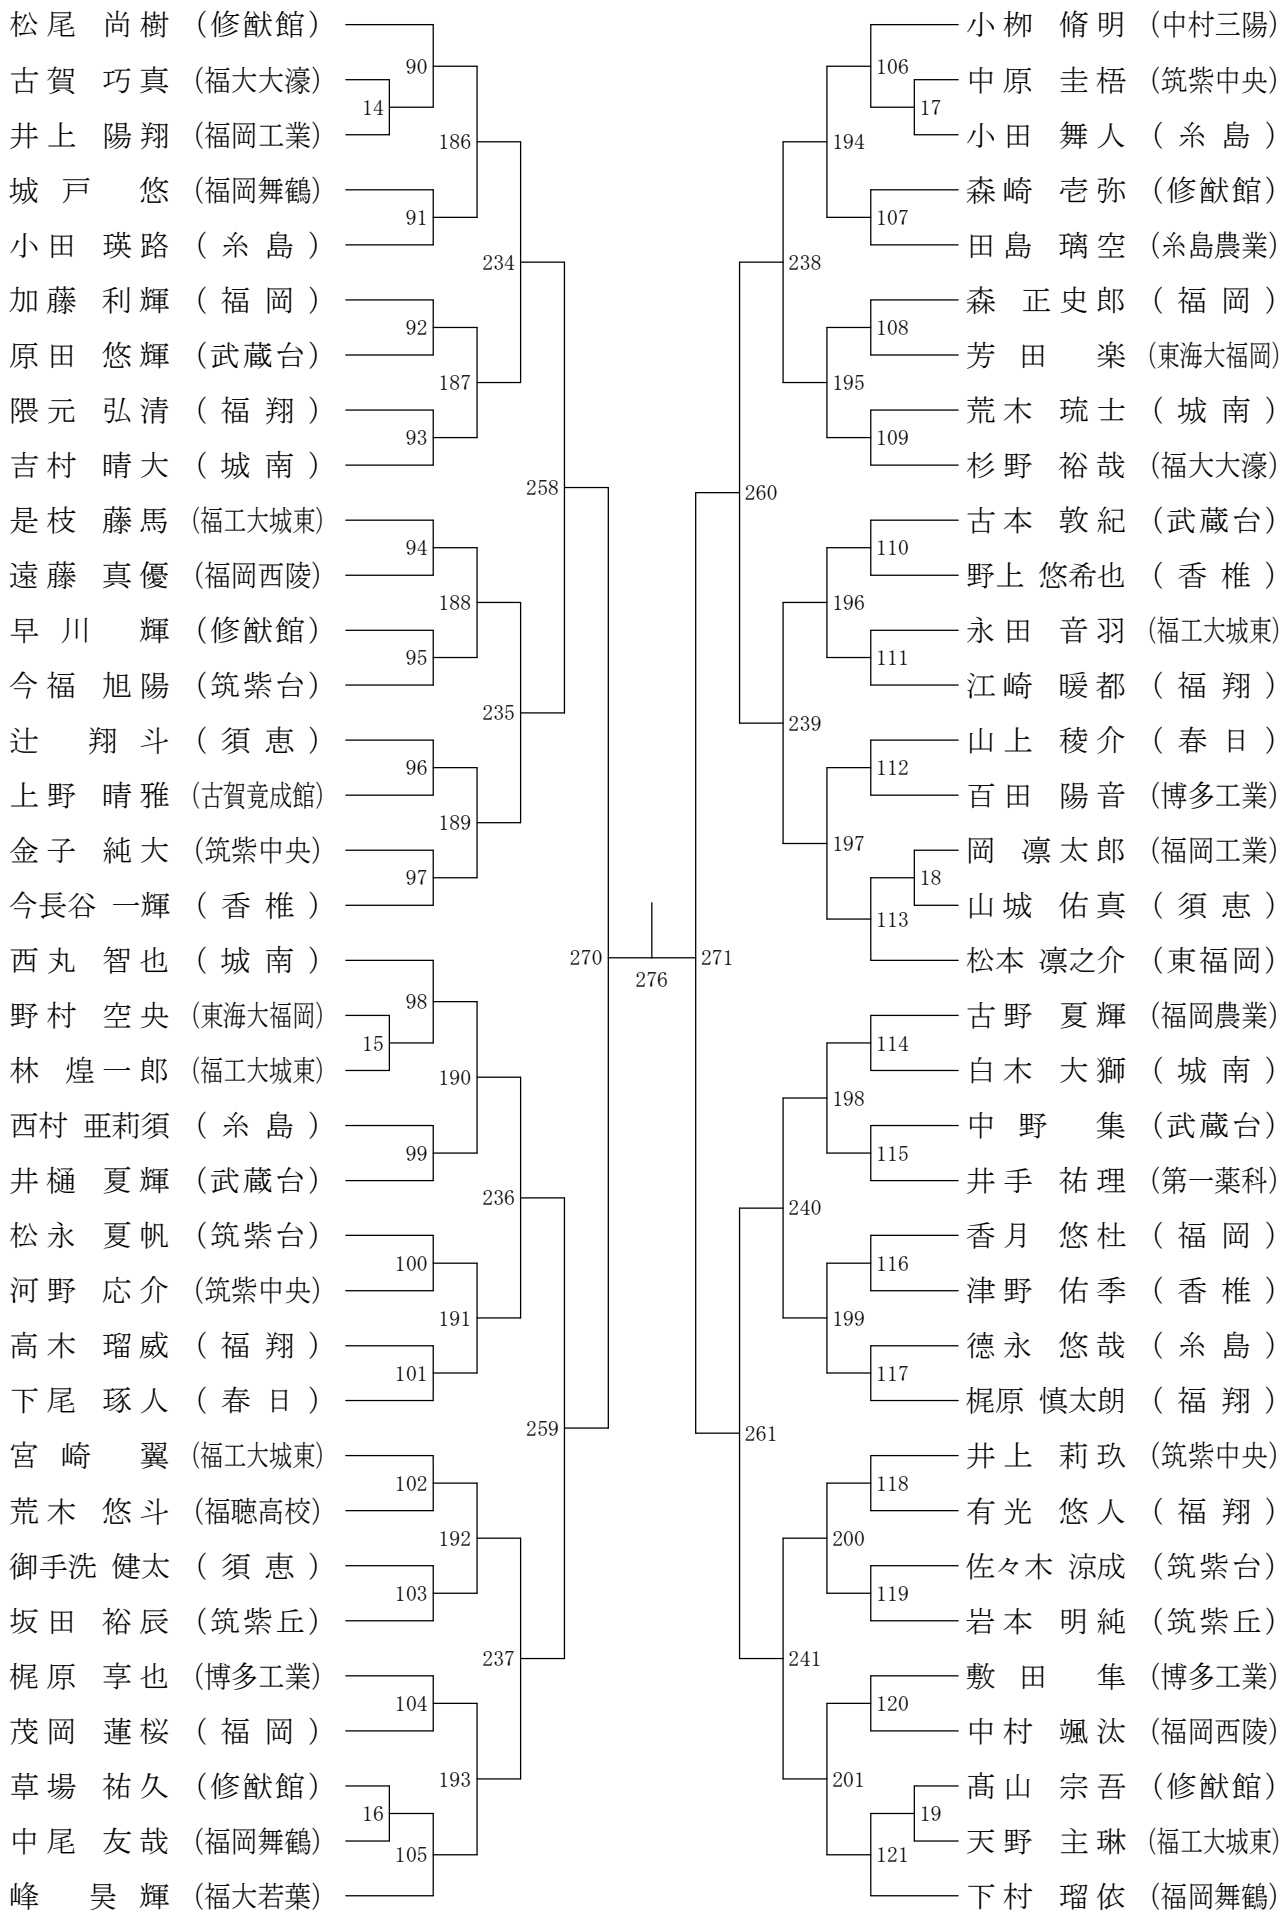 松尾 尚樹 (修猷館)
古賀 巧真 (福大大濠)
井上 陽翔 (福岡工業)
城戸 悠 (福岡舞鶴)
小田 瑛路 (糸島)
加藤 利輝 (福岡)
原田 悠輝 (武蔵台)
隈元 弘清 (福翔)
吉村 晴大 (城南)
是枝 藤馬 (福工大城東)
遠藤 真優 (福岡西陵)
早川 輝 (修猷館)
今福 旭陽 (筑紫台)
辻 翔斗 (須恵)
上野 晴雅 (古賀竟成館)
金子 純大 (筑紫中央)
今長谷 一輝 (香椎)
西丸 智也 (城南)
野村 空央 (東海大福岡)
林 煌一郎 (福工大城東)
西村 亜莉須 (糸島)
井樋 夏輝 (武蔵台)
松永 夏帆 (筑紫台)
河野 応介 (筑紫中央)
高木 瑠威 (福翔)
下尾 琢人 (春日)
宮崎 翼 (福工大城東)
荒木 悠斗 (福聴高校)
御手洗 健太 (須恵)
坂田 裕辰 (筑紫丘)
梶原 享也 (博多工業)
茂岡 蓮桜 (福岡)
草場 祐久 (修猷館)
中尾 友哉 (福岡舞鶴)
峰 昊輝 (福大若葉)
14
15
16
90
91
92
93
94
95
96
97
98
99
100
101
102
103
104
105
186
187
188
189
190
191
192
193
234
235
236
237
258
259
270
276
271
260
261
238
239
240
241
194
195
196
197
198
199
200
201
106
107
108
109
110
111
112
113
114
115
116
117
118
119
120
121
17
18
19
小栁 脩明 (中村三陽)
中原 圭梧 (筑紫中央)
小田 舞人 (糸島)
森崎 壱弥 (修猷館)
田島 璃空 (糸島農業)
森 正史郎 (福岡)
芳田 楽 (東海大福岡)
荒木 琉士 (城南)
杉野 裕哉 (福大大濠)
古本 敦紀 (武蔵台)
野上 悠希也 (香椎)
永田 音羽 (福工大城東)
江崎 暖都 (福翔)
山上 稜介 (春日)
百田 陽音 (博多工業)
岡 凛太郎 (福岡工業)
山城 佑真 (須恵)
松本 凛之介 (東福岡)
古野 夏輝 (福岡農業)
白木 大獅 (城南)
中野 集 (武蔵台)
井手 祐理 (第一薬科)
香月 悠杜 (福岡)
津野 佑季 (香椎)
德永 悠哉 (糸島)
梶原 慎太朗 (福翔)
井上 莉玖 (筑紫中央)
有光 悠人 (福翔)
佐々木 涼成 (筑紫台)
岩本 明純 (筑紫丘)
敷田 隼 (博多工業)
中村 颯汰 (福岡西陵)
髙山 宗吾 (修猷館)
天野 主琳 (福工大城東)
下村 瑠依 (福岡舞鶴)